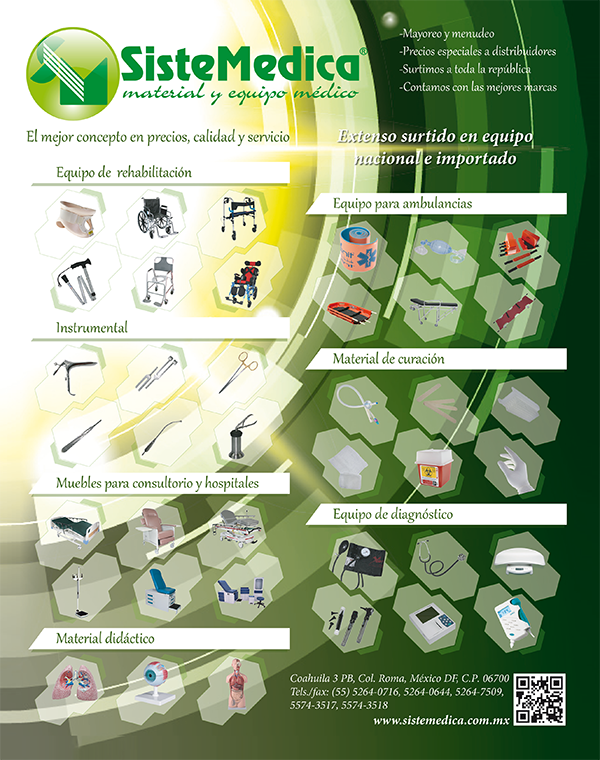 SisteMedica®
material y equipo médico
-Mayoreo y menudeo
-Precios especiales a distribuidores
-Surtimos a toda la república
-Contamos con las mejores marcas
El mejor concepto en precios, calidad y servicio
Extenso surtido en equipo
nacional e importado
Equipo de rehabilitación
Instrumental
Muebles para consultorio y hospitales
Material didáctico
Equipo para ambulancias
Material de curación
Equipo de diagnóstico
Coahuila 3 PB, Col. Roma, México DF, C.P. 06700
Tels./fax: (55) 5264-0716, 5264-0644, 5264-7509,
5574-3517, 5574-3518
www.sistemedica.com.mx